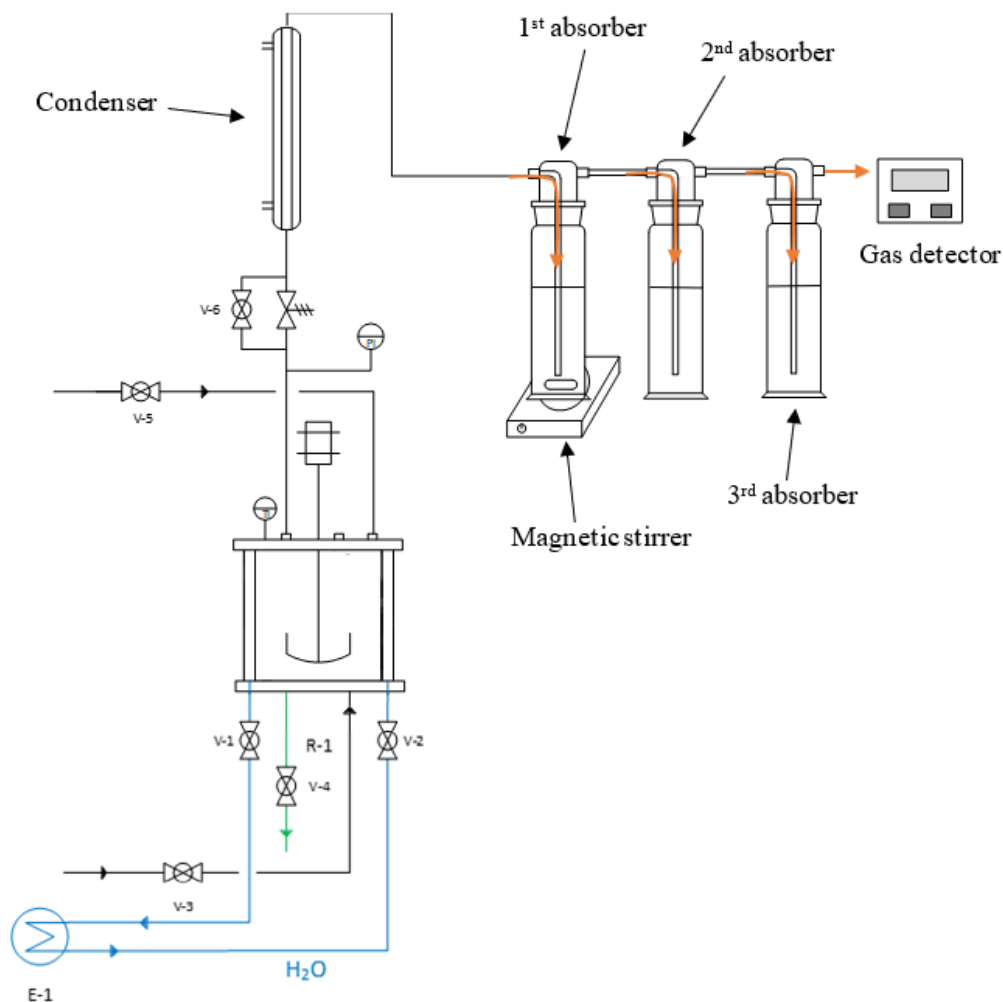 1st absorber
2nd absorber
Condenser
Gas detector
V-6
PI
V-5
3rd absorber
TI
Magnetic stirrer
V-1
R-1
V-2
V-4
V-3
H₂O
E-1